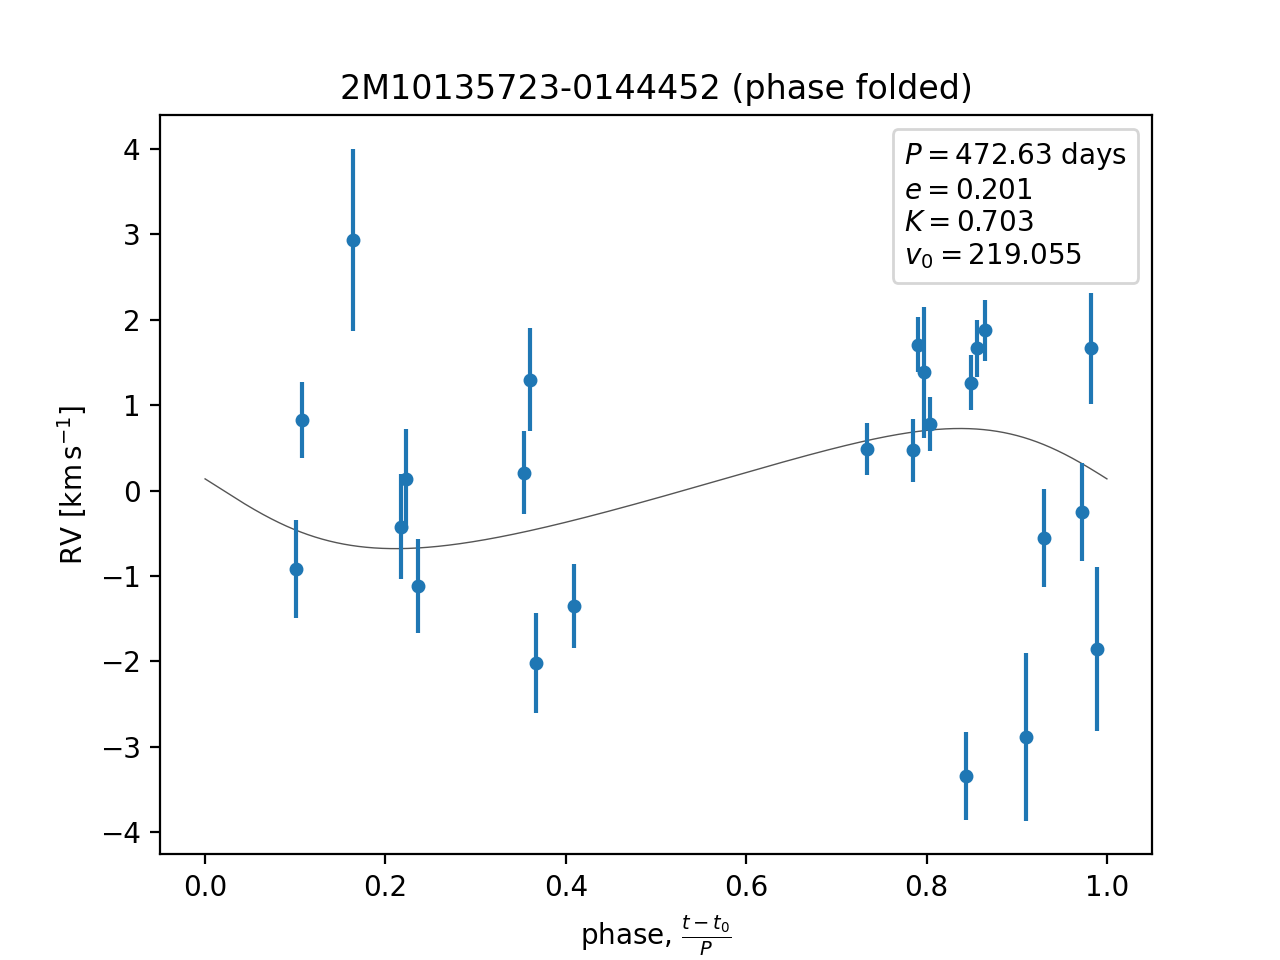 2M10135723-0144452 (phase folded)
P = 472.63 days
e = 0.201
K = 0.703
v₀ = 219.055
4
3
2
1
0
−1
−2
−3
−4
RV [km s⁻¹]
0.0 0.2 0.4 0.6 0.8 1.0
phase, (t − t₀)/P